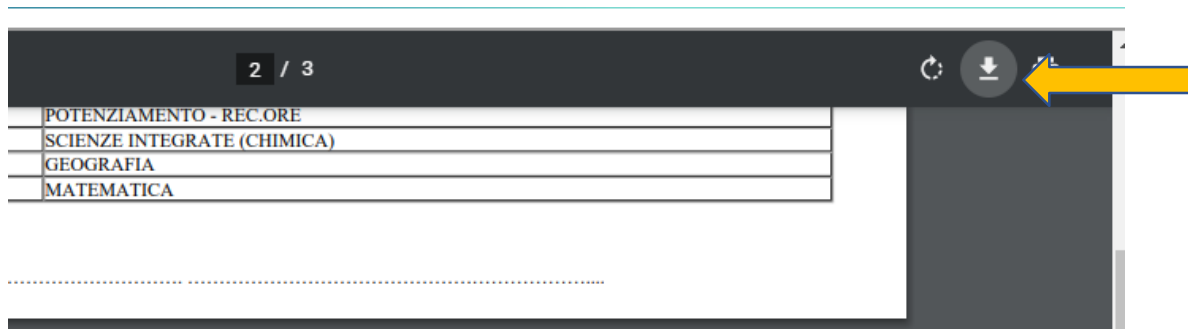 2 / 3
POTENZIAMENTO - REC.ORE
SCIENZE INTEGRATE (CHIMICA)
GEOGRAFIA
MATEMATICA